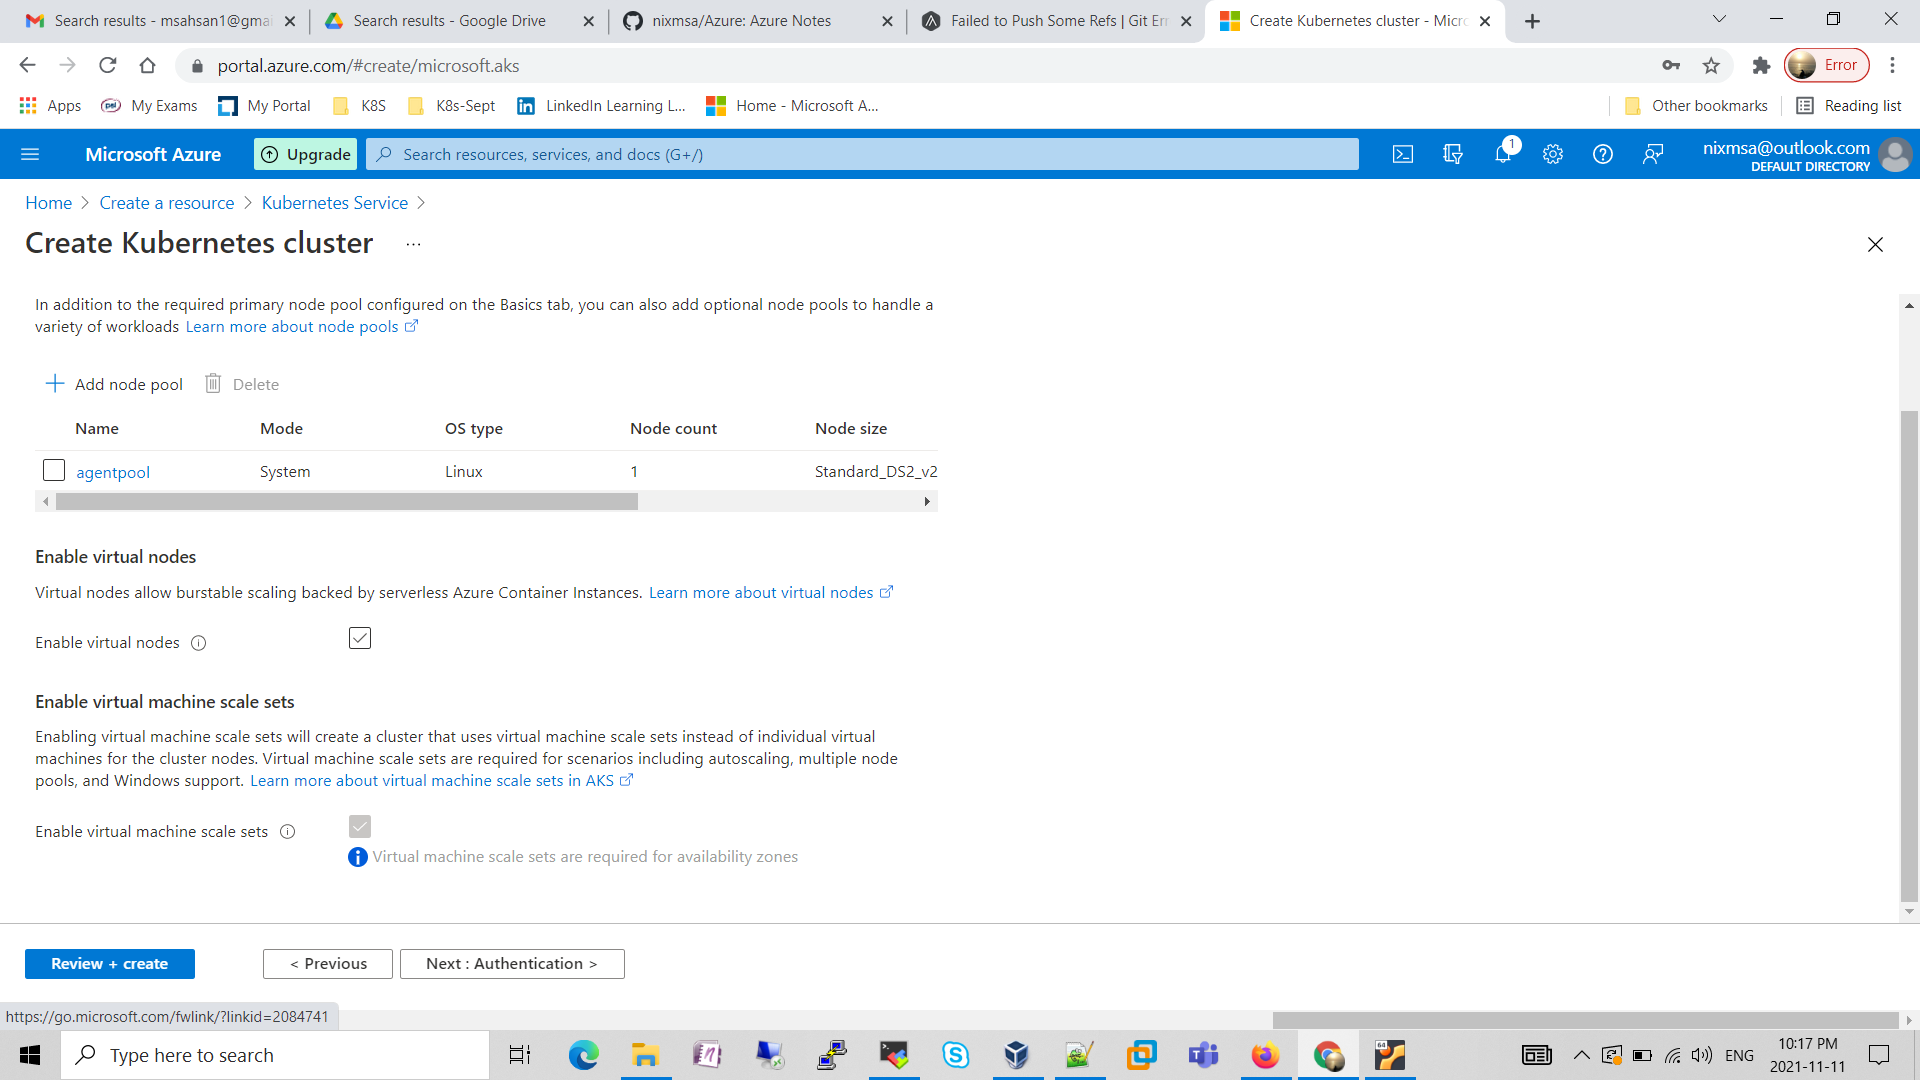 Search results - msahsan1@gmai
Search results - Google Drive
nixmsa/Azure: Azure Notes
Failed to Push Some Refs | Git Err
Create Kubernetes cluster - Micro
portal.azure.com/#create/microsoft.aks
Error
Apps
psi
My Exams
My Portal
K8S
K8s-Sept
LinkedIn Learning L...
Home - Microsoft A...
Other bookmarks
Reading list
Microsoft Azure
Upgrade
Search resources, services, and docs (G+/)
1
nixmsa@outlook.com
DEFAULT DIRECTORY
Home > Create a resource > Kubernetes Service >
Create Kubernetes cluster ...
In addition to the required primary node pool configured on the Basics tab, you can also add optional node pools to handle a
variety of workloads Learn more about node pools
Add node pool
Delete
Name Mode OS type Node count Node size
agentpool System Linux 1 Standard_DS2_v2
Enable virtual nodes
Virtual nodes allow burstable scaling backed by serverless Azure Container Instances. Learn more about virtual nodes
Enable virtual nodes
Enable virtual machine scale sets
Enabling virtual machine scale sets will create a cluster that uses virtual machine scale sets instead of individual virtual
machines for the cluster nodes. Virtual machine scale sets are required for scenarios including autoscaling, multiple node
pools, and Windows support. Learn more about virtual machine scale sets in AKS
Enable virtual machine scale sets
Virtual machine scale sets are required for availability zones
Review + create
< Previous
Next : Authentication >
https://go.microsoft.com/fwlink/?linkid=2084741
Type here to search
64
ENG
10:17 PM
2021-11-11